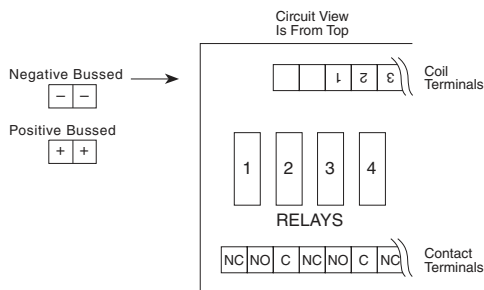 Circuit View
Is From Top
Negative Bussed
– –
Positive Bussed
+ +
1 2 3
Coil
Terminals
1 2 3 4
RELAYS
NC NO C NC NO C NC
Contact
Terminals